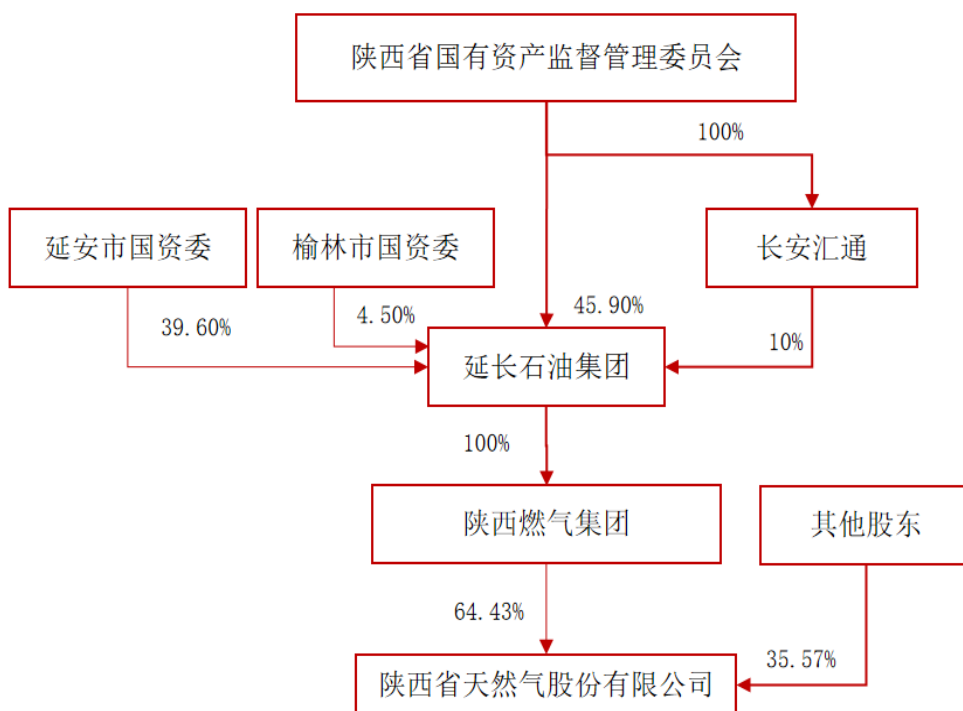 陕西省国有资产监督管理委员会
100%
延安市国资委
榆林市国资委
长安汇通
39.60%
4.50%
45.90%
10%
延长石油集团
100%
陕西燃气集团
其他股东
64.43%
35.57%
陕西省天然气股份有限公司